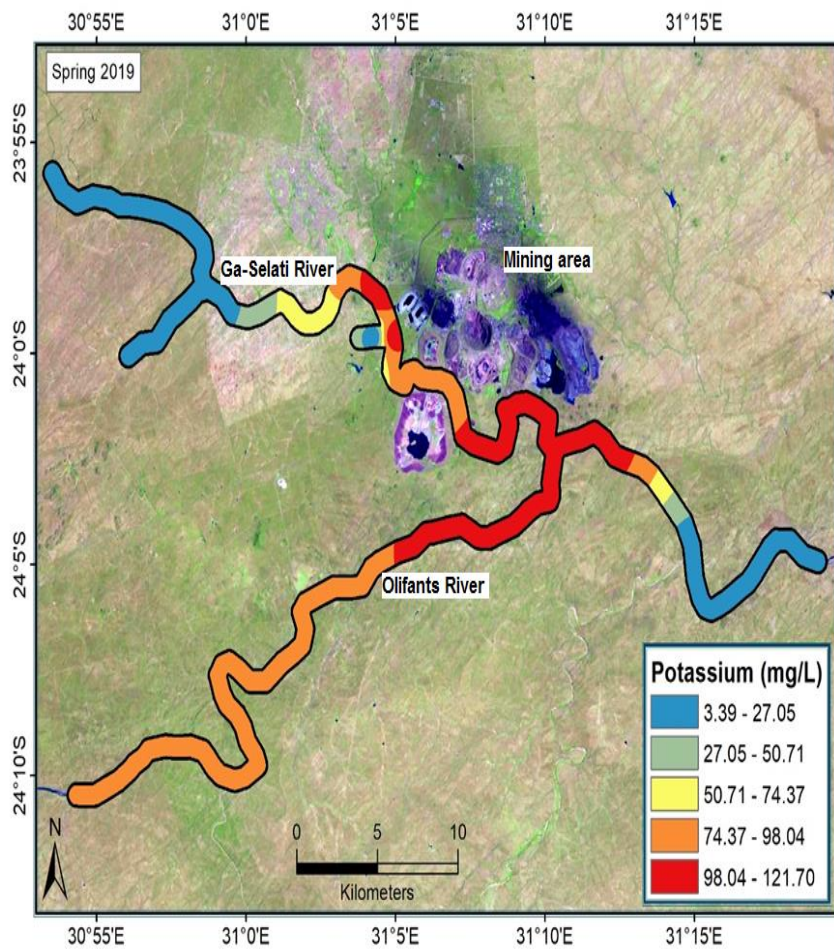 30°55'E 31°0'E 31°5'E 31°10'E 31°15'E
Spring 2019
23°55'S
Mining area
Ga-Selati River
24°0'S
24°5'S
Olifants River
Potassium (mg/L)
3.39 - 27.05
27.05 - 50.71
50.71 - 74.37
74.37 - 98.04
98.04 - 121.70
24°10'S
N
0 5 10
Kilometers
30°55'E 31°0'E 31°5'E 31°10'E 31°15'E